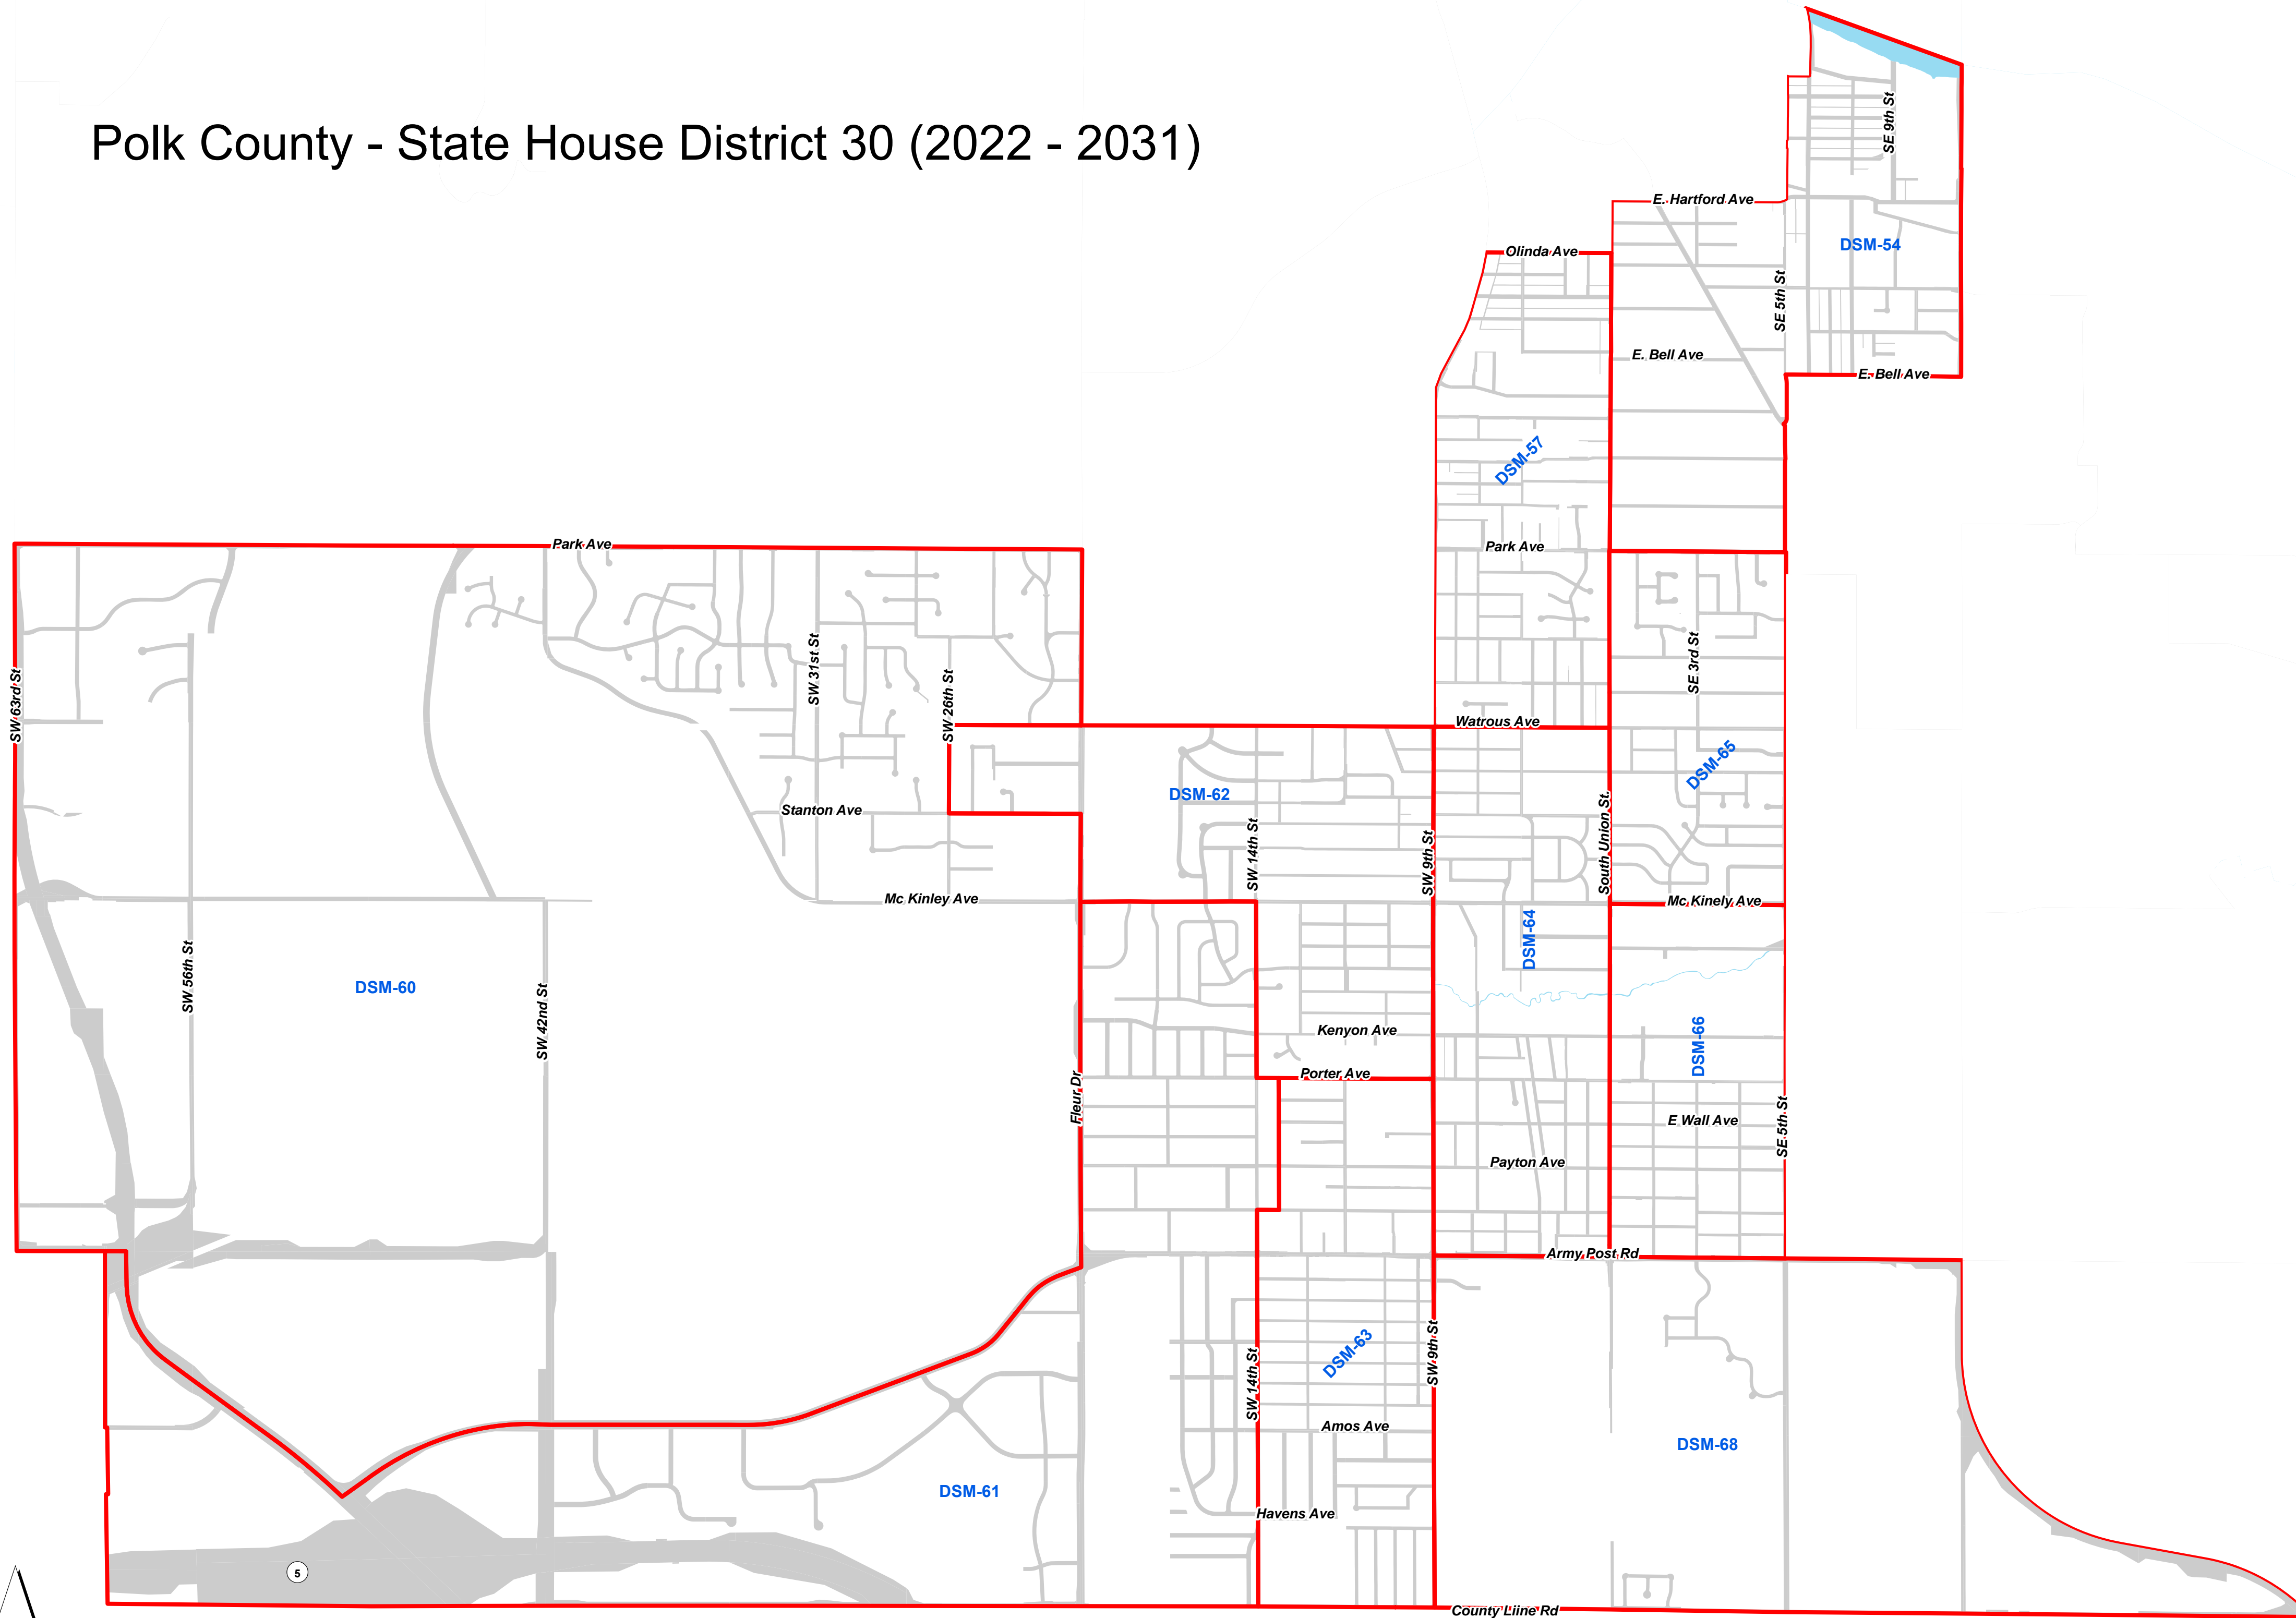 Polk County - State House District 30 (2022 - 2031)
SE 9th St
E. Hartford Ave
DSM-54
Olinda Ave
SE 5th St
E. Bell Ave
E. Bell Ave
DSM-57
Park Ave
Park Ave
SW 63rd St
SW 31st St
SW 26th St
SE 3rd St
Watrous Ave
DSM-65
DSM-62
Stanton Ave
SW 14th St
SW 9th St
South Union St.
Mc Kinley Ave
Mc Kinely Ave
DSM-64
SW 56th St
DSM-60
SW 42nd St
Kenyon Ave
DSM-66
Porter Ave
Fleur Dr
E Wall Ave
SE 5th St
Payton Ave
Army Post Rd
DSM-63
SW 14th St
SW 9th St
Amos Ave
DSM-68
DSM-61
Havens Ave
5
County Liine Rd